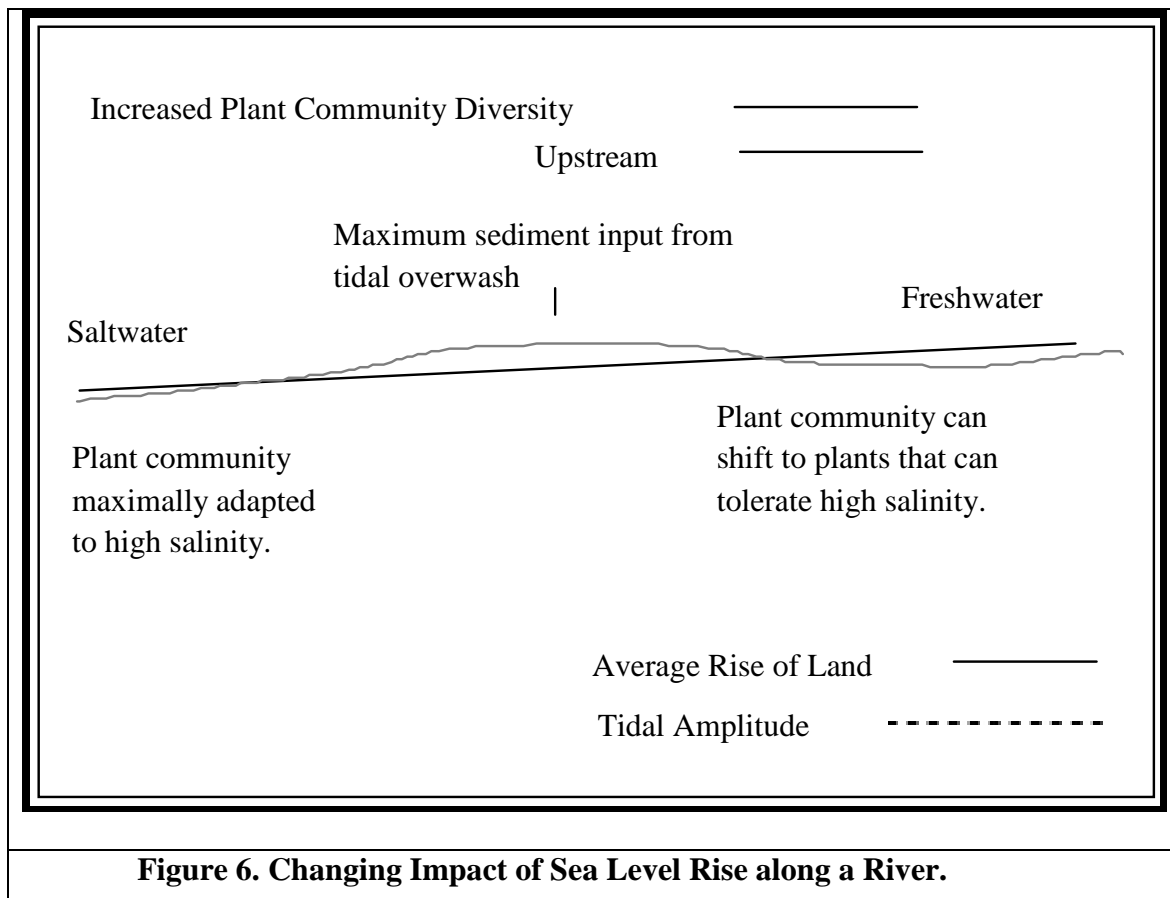 Increased Plant Community Diversity
Upstream
Maximum sediment input from
tidal overwash
Freshwater
Saltwater
Plant community
maximally adapted
to high salinity.
Plant community can
shift to plants that can
tolerate high salinity.
Average Rise of Land
Tidal Amplitude
Figure 6. Changing Impact of Sea Level Rise along a River.